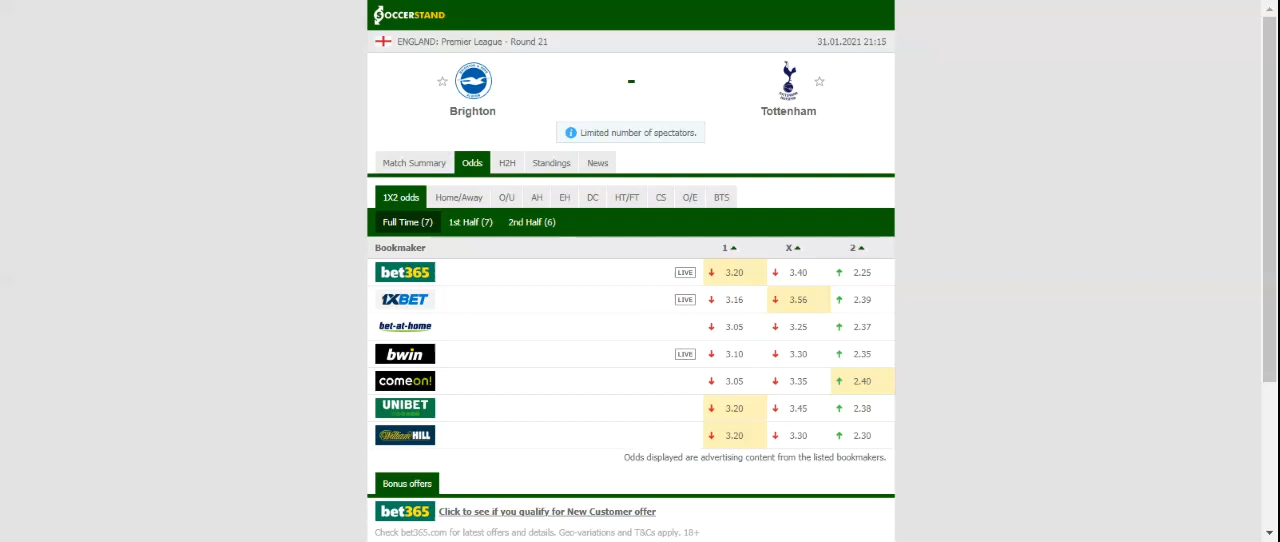 SOCCERSTAND
ENGLAND: Premier League - Round 21 31.01.2021 21:15
-
Brighton Tottenham
Limited number of spectators.
Match Summary Odds H2H Standings News
1X2 odds Home/Away O/U AH EH DC HT/FT CS O/E BTS
Full Time (7) 1st Half (7) 2nd Half (6)
Bookmaker 1 X 2
bet365 LIVE 3.20 3.40 2.25
1XBET LIVE 3.16 3.56 2.39
bet-at-home 3.05 3.25 2.37
bwin LIVE 3.10 3.30 2.35
comeon! 3.05 3.35 2.40
UNIBET 3.20 3.45 2.38
William HILL 3.20 3.30 2.30
Odds displayed are advertising content from the listed bookmakers.
Bonus offers
bet365 Click to see if you qualify for New Customer offer
Check bet365.com for latest offers and details. Geo-variations and T&Cs apply. 18+